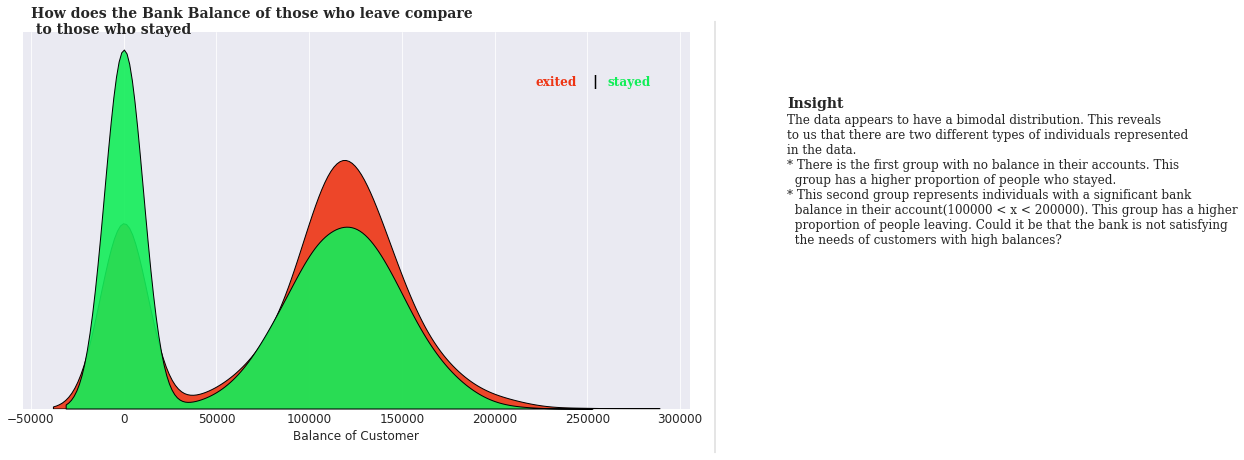 How does the Bank Balance of those who leave compare
to those who stayed
exited | stayed
−50000 0 50000 100000 150000 200000 250000 300000
Balance of Customer
Insight
The data appears to have a bimodal distribution. This reveals
to us that there are two different types of individuals represented
in the data.
* There is the first group with no balance in their accounts. This
group has a higher proportion of people who stayed.
* This second group represents individuals with a significant bank
balance in their account(100000 < x < 200000). This group has a higher
proportion of people leaving. Could it be that the bank is not satisfying
the needs of customers with high balances?